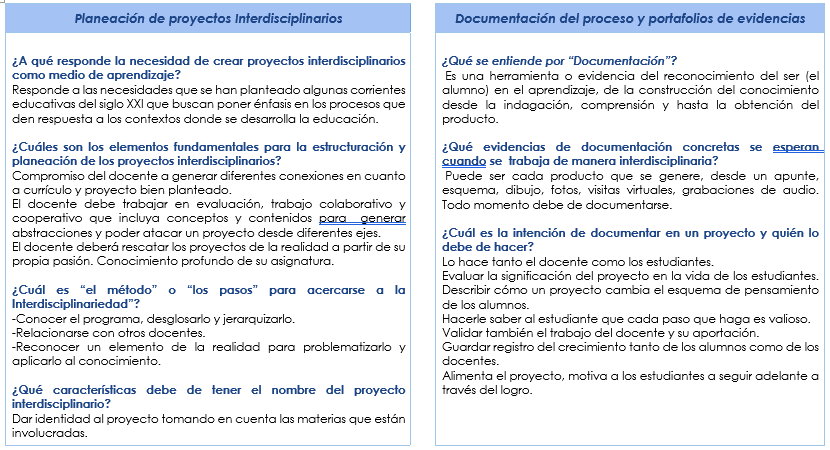 Planeación de proyectos Interdisciplinarios
¿A qué responde la necesidad de crear proyectos interdisciplinarios
como medio de aprendizaje?
Responde a las necesidades que se han planteado algunas corrientes
educativas del siglo XXI que buscan poner énfasis en los procesos que
den respuesta a los contextos donde se desarrolla la educación.
¿Cuáles son los elementos fundamentales para la estructuración y
planeación de los proyectos interdisciplinarios?
Compromiso del docente a generar diferentes conexiones en cuanto
a currículo y proyecto bien planteado.
El docente debe trabajar en evaluación, trabajo colaborativo y
cooperativo que incluya conceptos y contenidos para generar
abstracciones y poder atacar un proyecto desde diferentes ejes.
El docente deberá rescatar los proyectos de la realidad a partir de su
propia pasión. Conocimiento profundo de su asignatura.
¿Cuál es “el método” o “los pasos” para acercarse a la
Interdisciplinariedad”?
-Conocer el programa, desglosarlo y jerarquizarlo.
-Relacionarse con otros docentes.
-Reconocer un elemento de la realidad para problematizarlo y
aplicarlo al conocimiento.
¿Qué características debe de tener el nombre del proyecto
interdisciplinario?
Dar identidad al proyecto tomando en cuenta las materias que están
involucradas.
Documentación del proceso y portafolios de evidencias
¿Qué se entiende por “Documentación”?
Es una herramienta o evidencia del reconocimiento del ser (el
alumno) en el aprendizaje, de la construcción del conocimiento
desde la indagación, comprensión y hasta la obtención del
producto.
¿Qué evidencias de documentación concretas se esperan
cuando se trabaja de manera interdisciplinaria?
Puede ser cada producto que se genere, desde un apunte,
esquema, dibujo, fotos, visitas virtuales, grabaciones de audio.
Todo momento debe de documentarse.
¿Cuál es la intención de documentar en un proyecto y quién lo
debe de hacer?
Lo hace tanto el docente como los estudiantes.
Evaluar la significación del proyecto en la vida de los estudiantes.
Describir cómo un proyecto cambia el esquema de pensamiento
de los alumnos.
Hacerle saber al estudiante que cada paso que haga es valioso.
Validar también el trabajo del docente y su aportación.
Guardar registro del crecimiento tanto de los alumnos como de los
docentes.
Alimenta el proyecto, motiva a los estudiantes a seguir adelante a
través del logro.